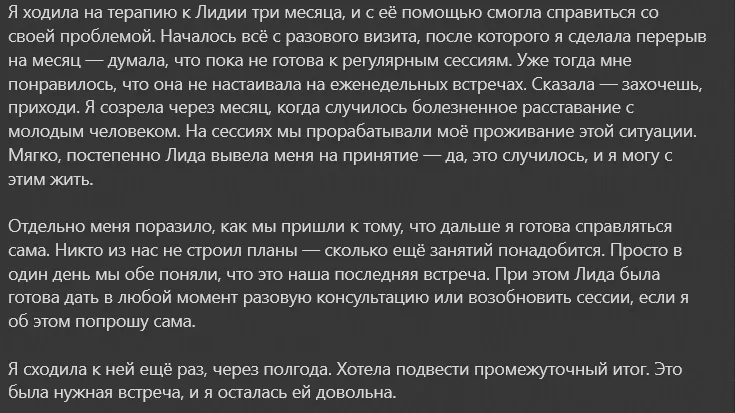 Я ходила на терапию к Лидии три месяца, и с её помощью смогла справиться со
своей проблемой. Началось всё с разового визита, после которого я сделала перерыв
на месяц — думала, что пока не готова к регулярным сессиям. Уже тогда мне
понравилось, что она не настаивала на еженедельных встречах. Сказала — захочешь,
приходи. Я созрела через месяц, когда случилось болезненное расставание с
молодым человеком. На сессиях мы прорабатывали моё проживание этой ситуации.
Мягко, постепенно Лида вывела меня на принятие — да, это случилось, и я могу с
этим жить.
Отдельно меня поразило, как мы пришли к тому, что дальше я готова справляться
сама. Никто из нас не строил планы — сколько ещё занятий понадобится. Просто в
один день мы обе поняли, что это наша последняя встреча. При этом Лида была
готова дать в любой момент разовую консультацию или возобновить сессии, если я
об этом попрошу сама.
Я сходила к ней ещё раз, через полгода. Хотела подвести промежуточный итог. Это
была нужная встреча, и я осталась ей довольна.